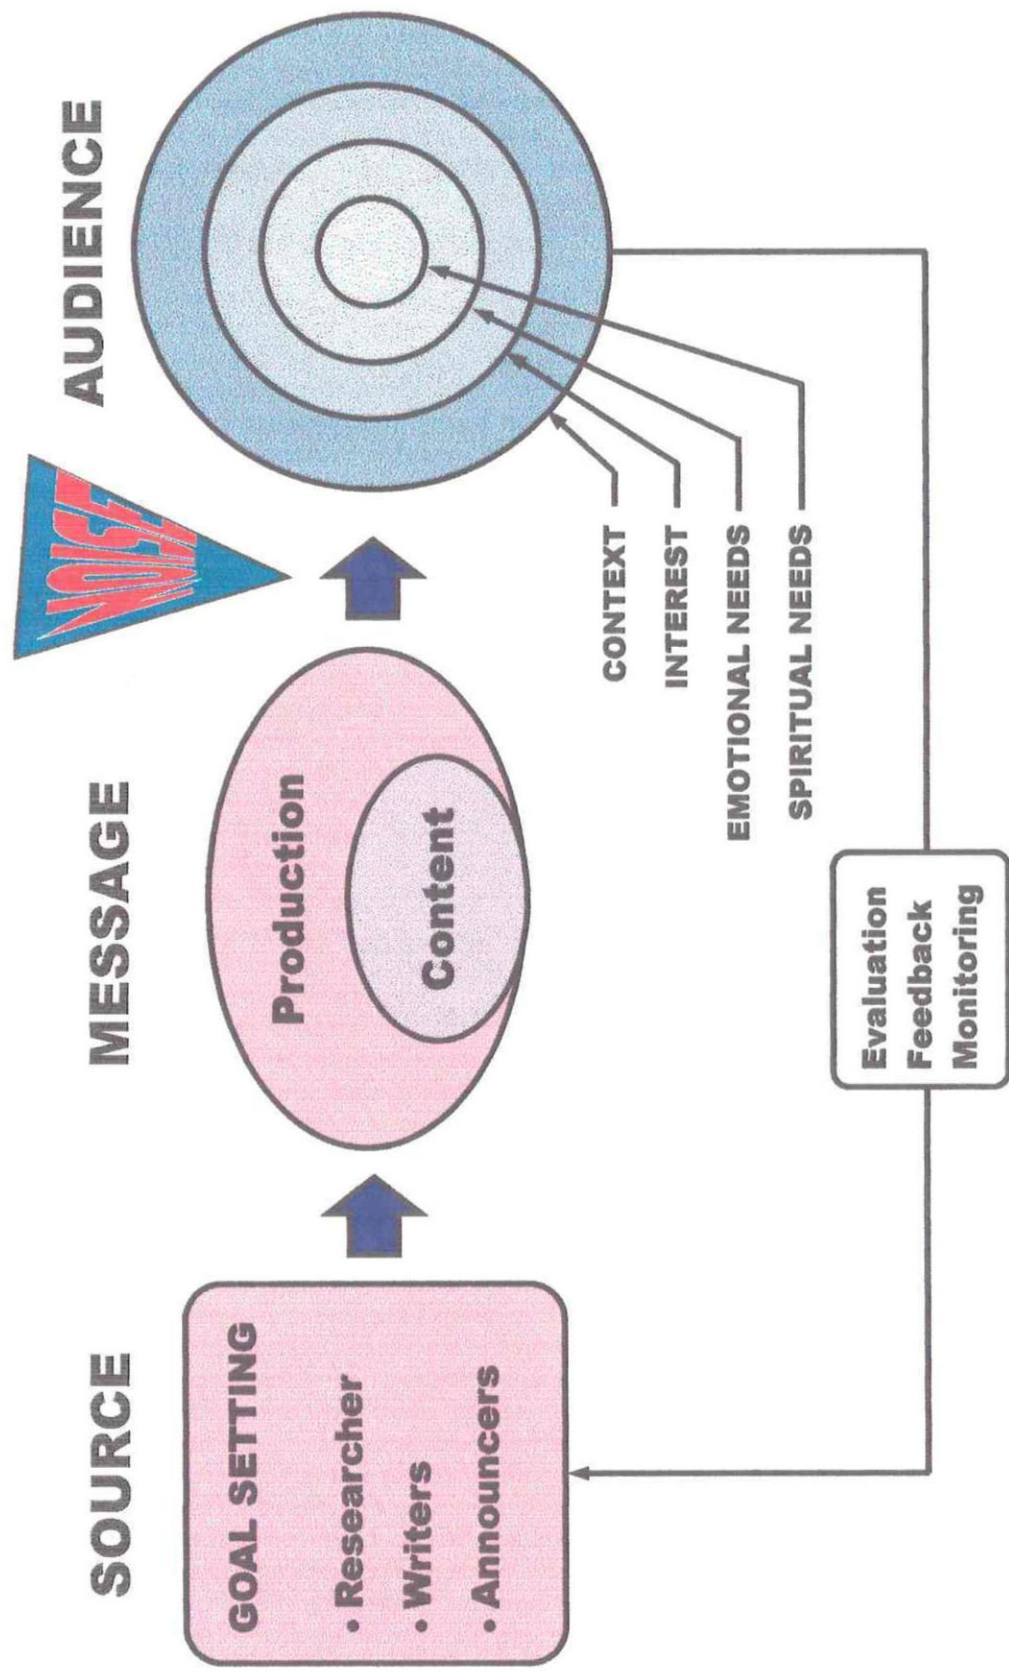 SOURCE
MESSAGE
AUDIENCE
NOISE
GOAL SETTING
• Researcher
• Writers
• Announcers
Production
Content
CONTEXT
INTEREST
EMOTIONAL NEEDS
SPIRITUAL NEEDS
Evaluation
Feedback
Monitoring